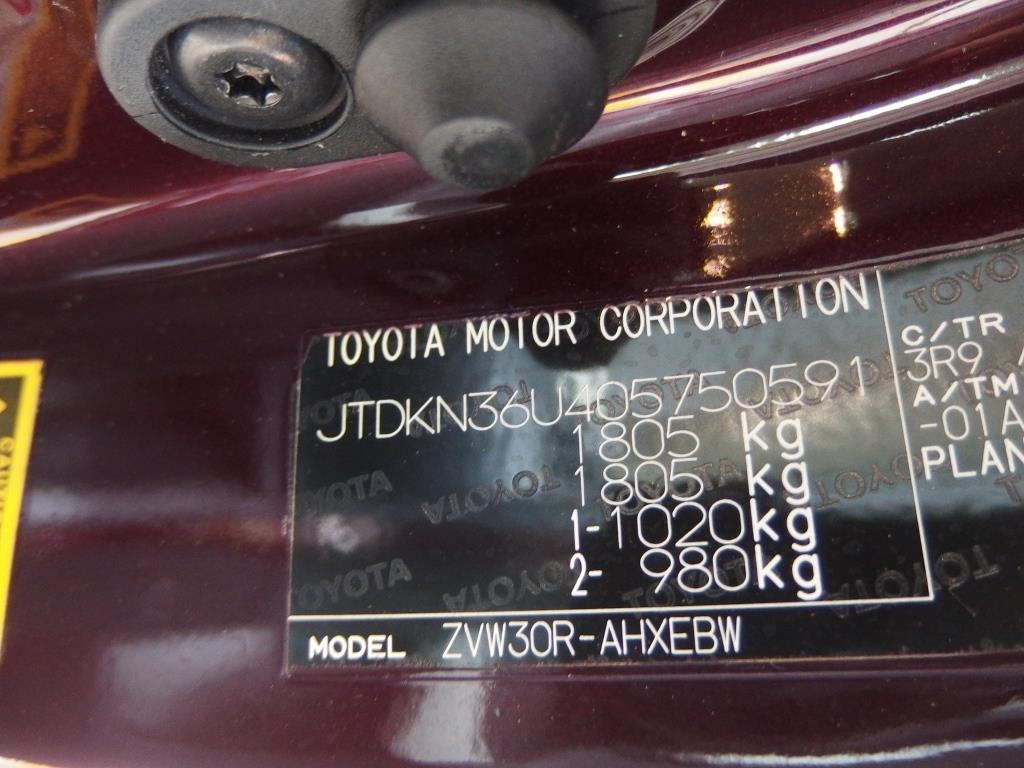 TOYOTA MOTOR CORPORATION
JTDKN36U405750591
1805 kg
1805 kg
1-1020kg
2- 980kg
MODEL ZVW30R-AHXEBW
C/TR
3R9
A/TM
-01A
PLAN